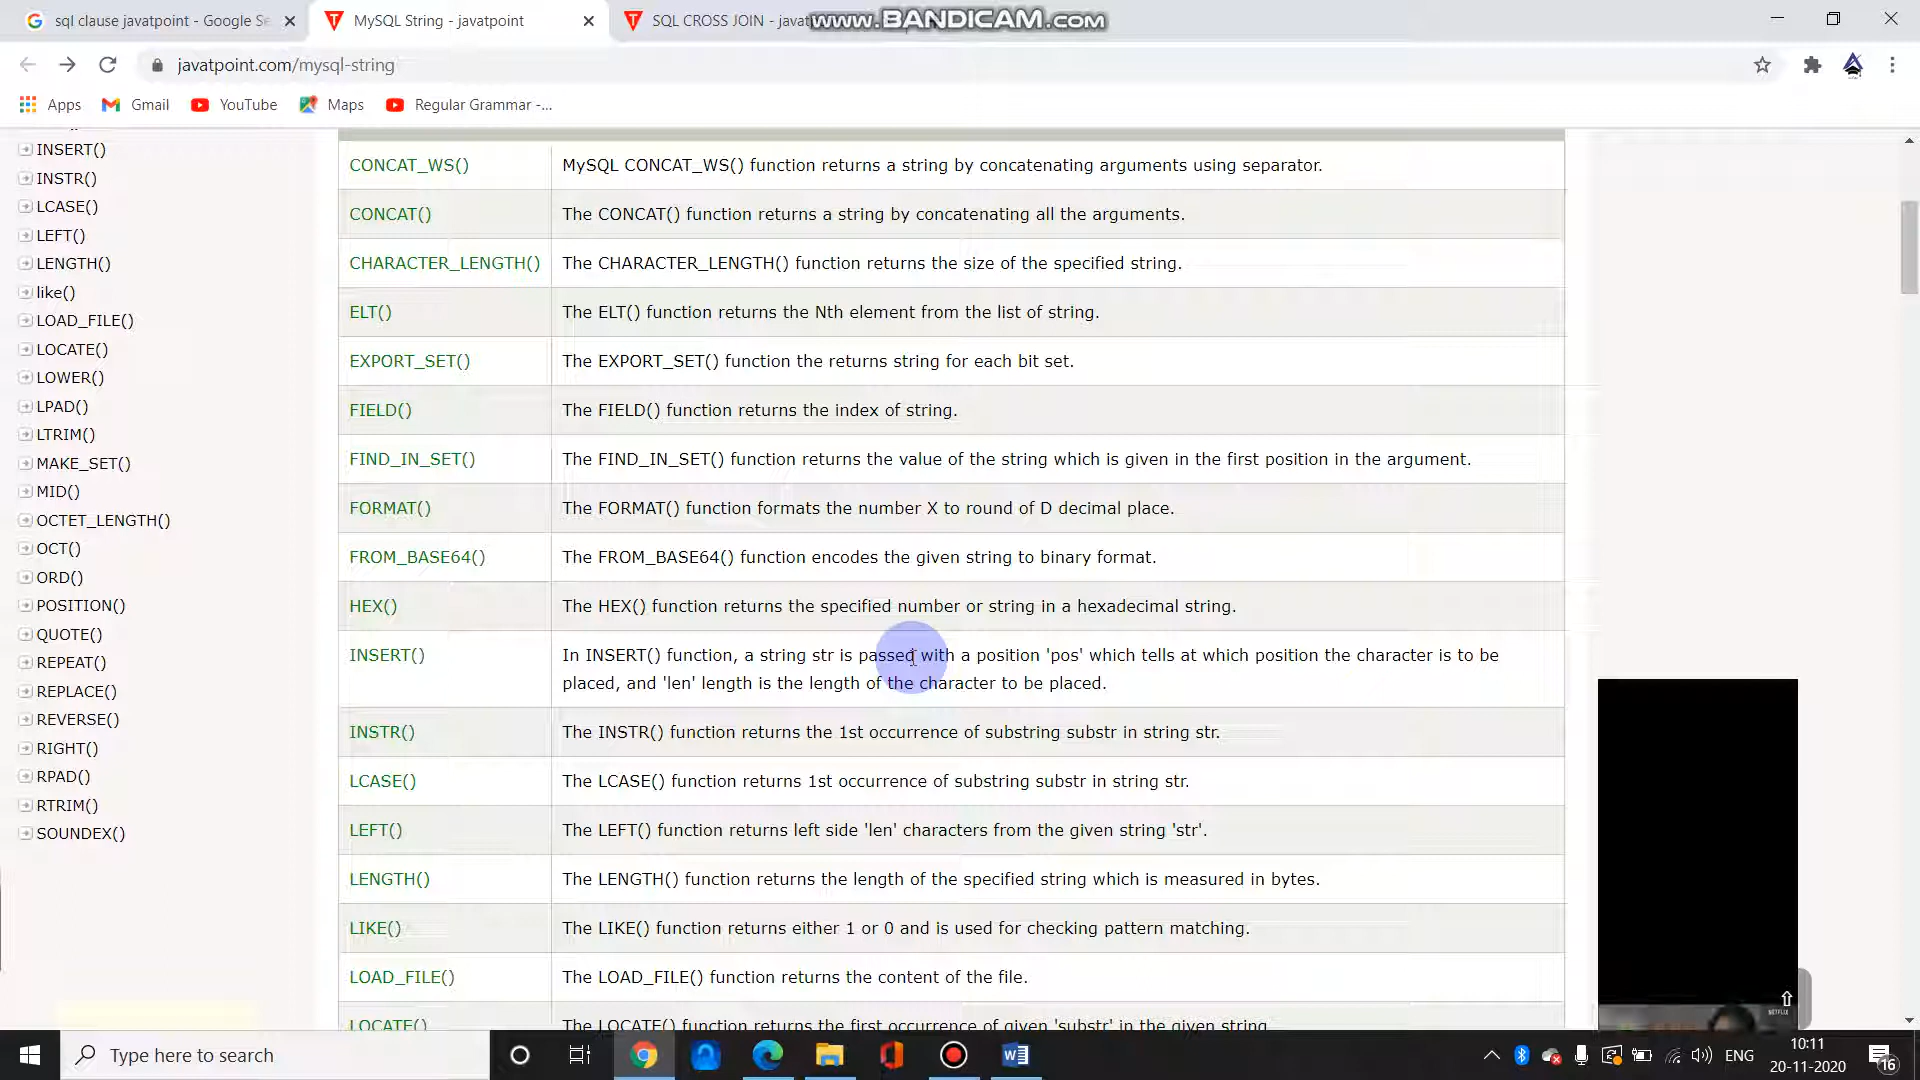 sql clause javatpoint - Google Se
MySQL String - javatpoint
SQL CROSS JOIN - javat
www.BANDICAM.com
javatpoint.com/mysql-string
Apps
Gmail
YouTube
Maps
Regular Grammar -...
INSERT()
INSTR()
LCASE()
LEFT()
LENGTH()
like()
LOAD_FILE()
LOCATE()
LOWER()
LPAD()
LTRIM()
MAKE_SET()
MID()
OCTET_LENGTH()
OCT()
ORD()
POSITION()
QUOTE()
REPEAT()
REPLACE()
REVERSE()
RIGHT()
RPAD()
RTRIM()
SOUNDEX()
CONCAT_WS() MySQL CONCAT_WS() function returns a string by concatenating arguments using separator.
CONCAT() The CONCAT() function returns a string by concatenating all the arguments.
CHARACTER_LENGTH() The CHARACTER_LENGTH() function returns the size of the specified string.
ELT() The ELT() function returns the Nth element from the list of string.
EXPORT_SET() The EXPORT_SET() function the returns string for each bit set.
FIELD() The FIELD() function returns the index of string.
FIND_IN_SET() The FIND_IN_SET() function returns the value of the string which is given in the first position in the argument.
FORMAT() The FORMAT() function formats the number X to round of D decimal place.
FROM_BASE64() The FROM_BASE64() function encodes the given string to binary format.
HEX() The HEX() function returns the specified number or string in a hexadecimal string.
INSERT() In INSERT() function, a string str is passed with a position 'pos' which tells at which position the character is to be
placed, and 'len' length is the length of the character to be placed.
INSTR() The INSTR() function returns the 1st occurrence of substring substr in string str.
LCASE() The LCASE() function returns 1st occurrence of substring substr in string str.
LEFT() The LEFT() function returns left side 'len' characters from the given string 'str'.
LENGTH() The LENGTH() function returns the length of the specified string which is measured in bytes.
LIKE() The LIKE() function returns either 1 or 0 and is used for checking pattern matching.
LOAD_FILE() The LOAD_FILE() function returns the content of the file.
LOCATE() The LOCATE() function returns the first occurrence of given 'substr' in the given string.
NETFLIX
Type here to search
ENG
10:11
20-11-2020
16